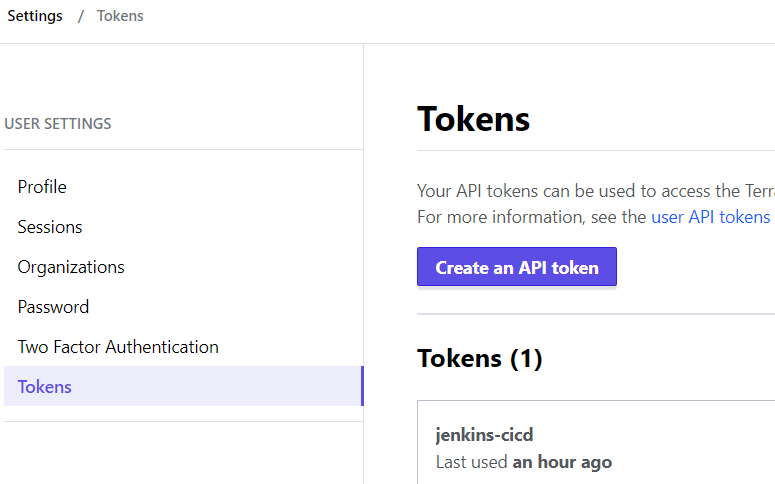 Settings / Tokens
USER SETTINGS
Profile
Sessions
Organizations
Password
Two Factor Authentication
Tokens
Tokens
Your API tokens can be used to access the Terra
For more information, see the user API tokens
Create an API token
Tokens (1)
jenkins-cicd
Last used an hour ago